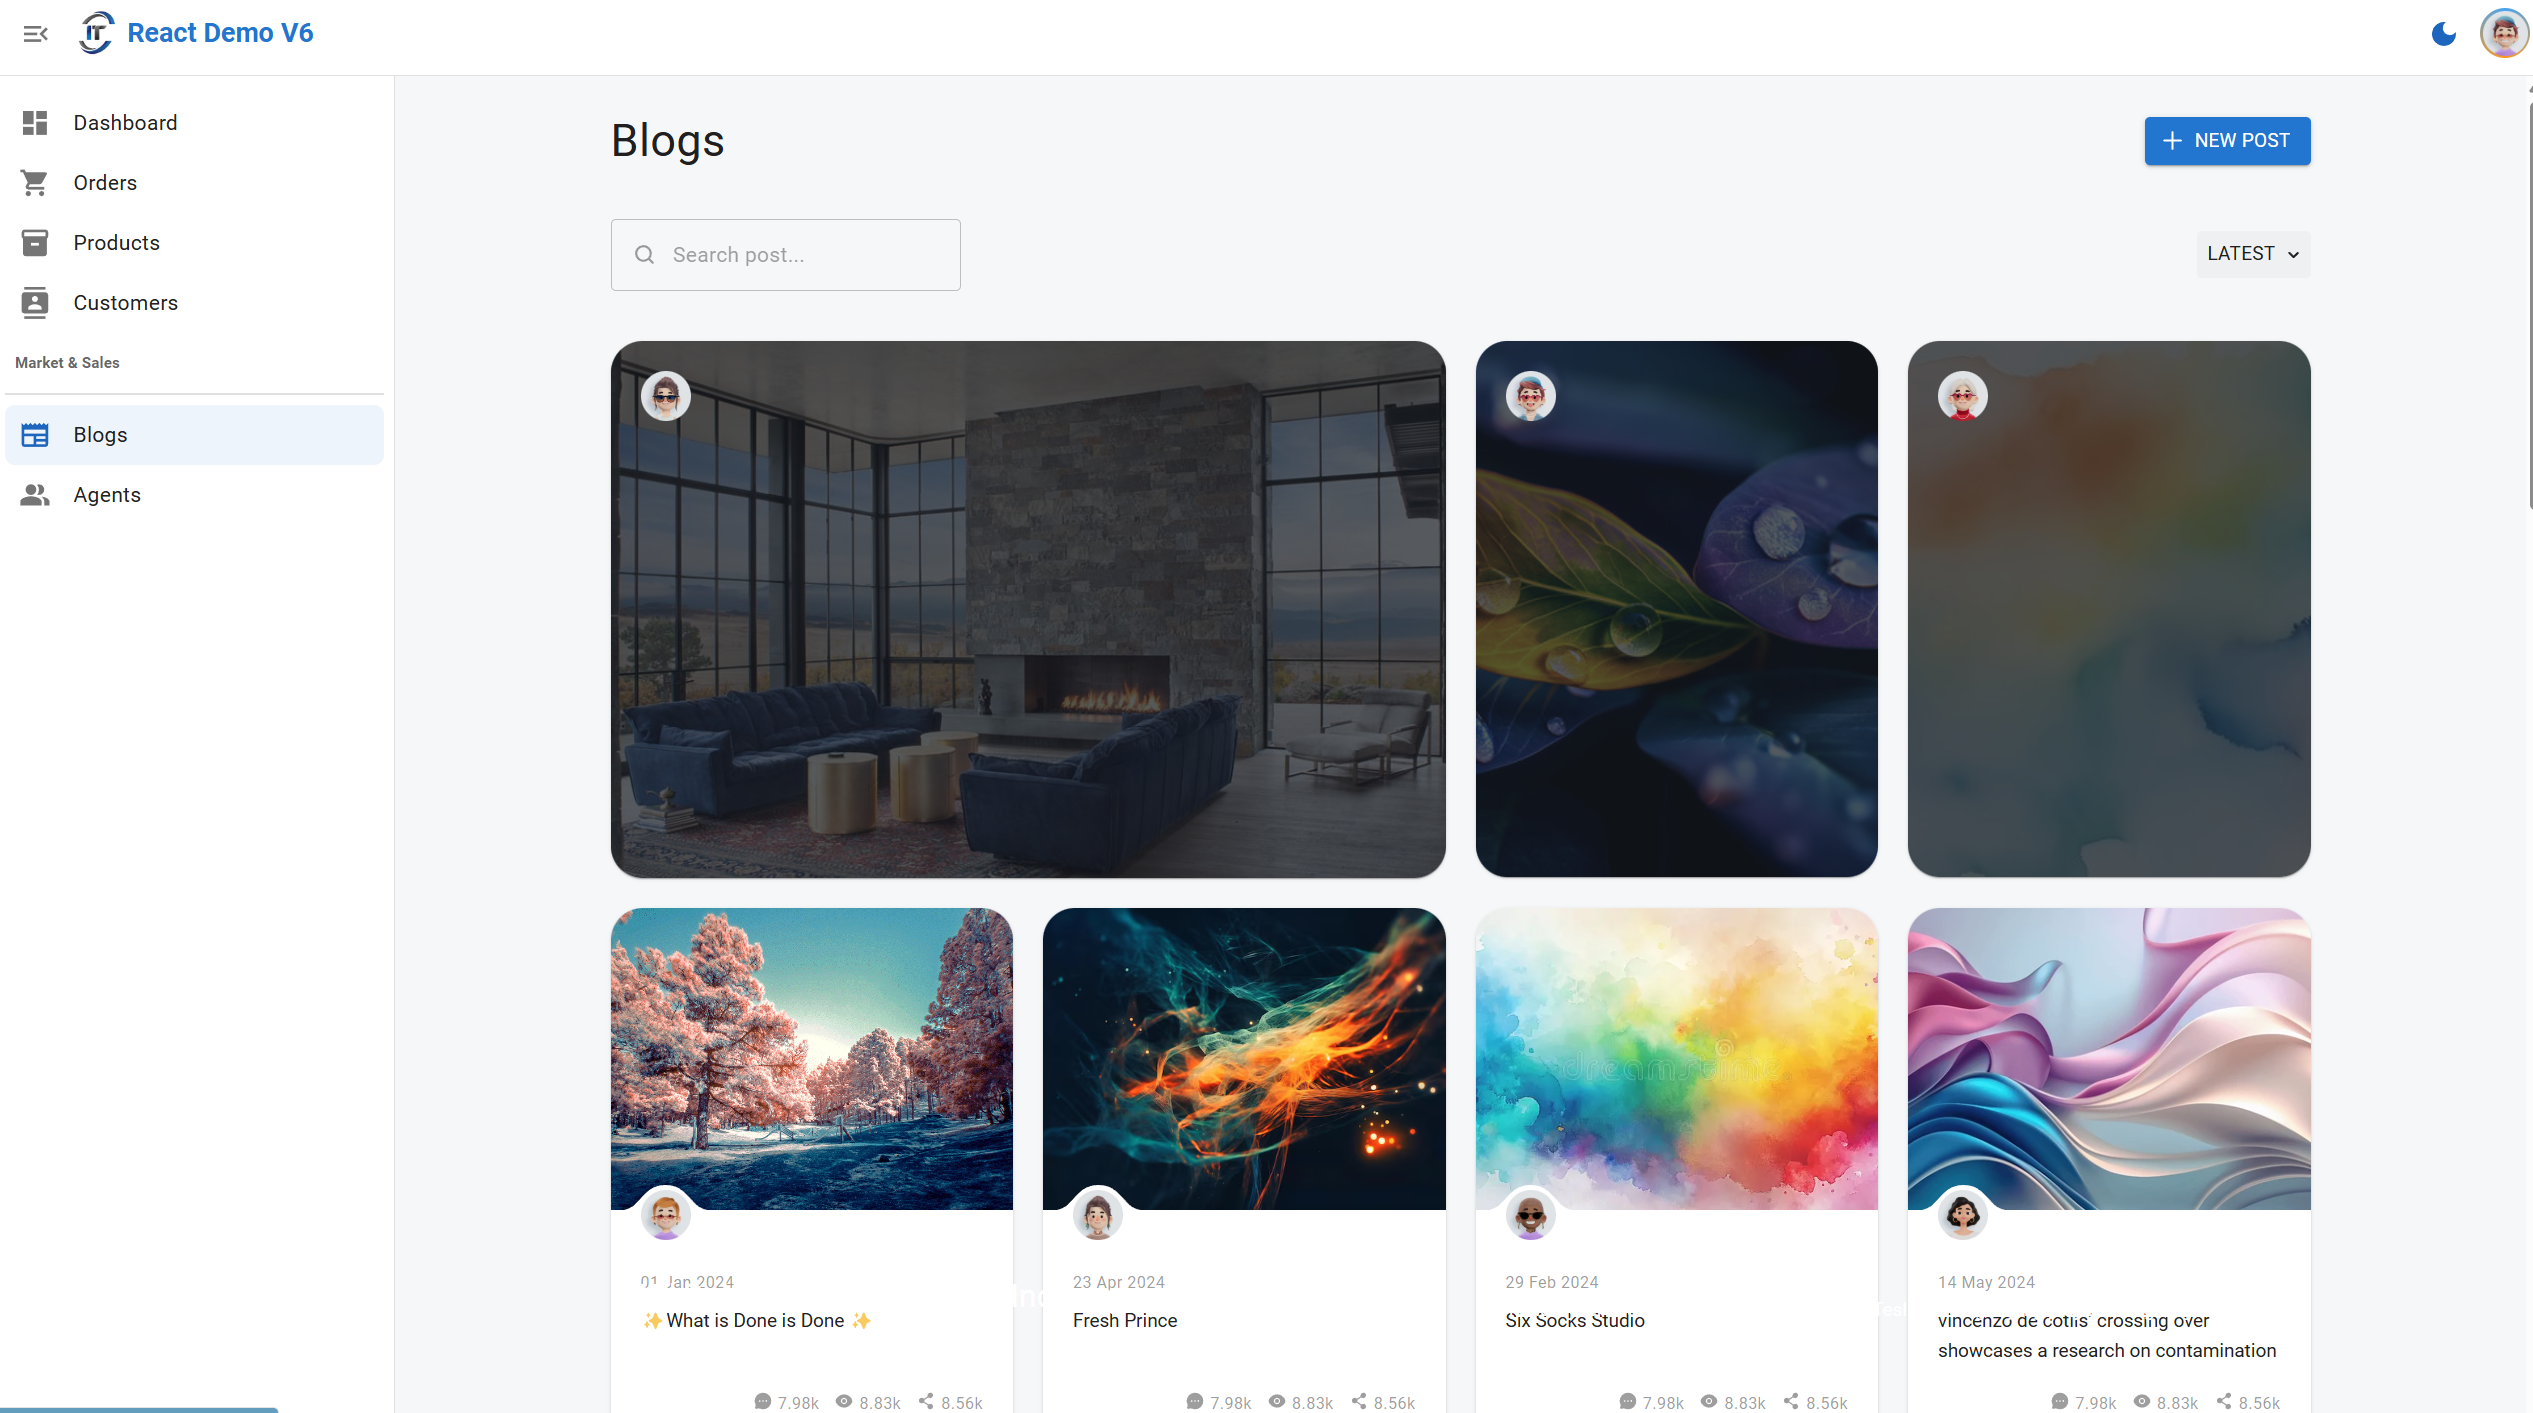 IT React Demo V6
Dashboard
Orders
Products
Customers
Market & Sales
Blogs
Agents
Blogs
NEW POST
Search post...
LATEST
dreamstime
01 Jan 2024
✨ What is Done is Done ✨
7.98k 8.83k 8.56k
23 Apr 2024
Fresh Prince
7.98k 8.83k 8.56k
29 Feb 2024
Six Socks Studio
7.98k 8.83k 8.56k
14 May 2024
vincenzo de cotiis' crossing over
showcases a research on contamination
7.98k 8.83k 8.56k